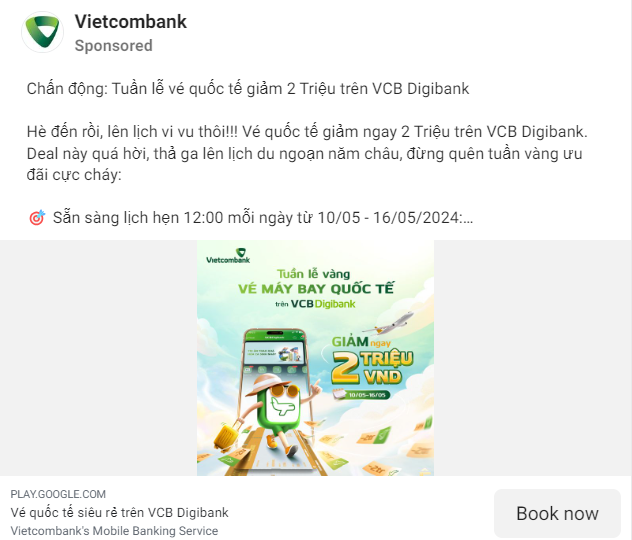 Vietcombank
Sponsored
Chấn động: Tuần lễ vé quốc tế giảm 2 Triệu trên VCB Digibank
Hè đến rồi, lên lịch vi vu thôi!!! Vé quốc tế giảm ngay 2 Triệu trên VCB Digibank.
Deal này quá hời, thả ga lên lịch du ngoạn năm châu, đừng quên tuần vàng ưu
đãi cực cháy:
🎯 Sẵn sàng lịch hẹn 12:00 mỗi ngày từ 10/05 - 16/05/2024:...
Vietcombank
Tuần lễ vàng
VÉ MÁY BAY QUỐC TẾ
trên VCBDigibank
GIẢM ngay
2 TRIỆU
VND
10/05-16/05
PLAY.GOOGLE.COM
Vé quốc tế siêu rẻ trên VCB Digibank
Vietcombank's Mobile Banking Service
Book now